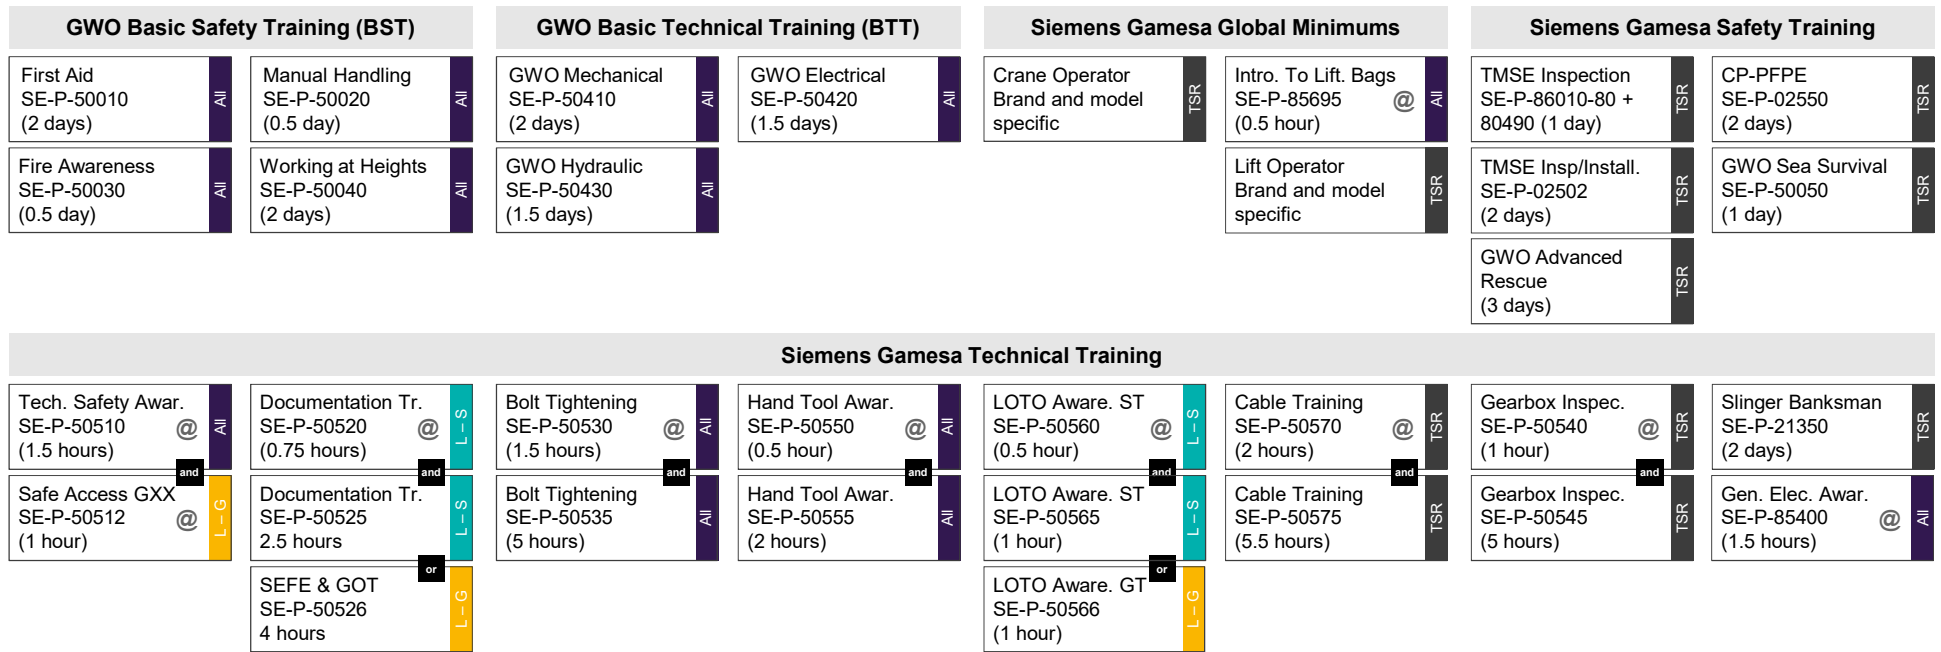 GWO Basic Safety Training (BST)
First Aid
SE-P-50010
(2 days)
All
Manual Handling
SE-P-50020
(0.5 day)
All
Fire Awareness
SE-P-50030
(0.5 day)
All
Working at Heights
SE-P-50040
(2 days)
All
GWO Basic Technical Training (BTT)
GWO Mechanical
SE-P-50410
(2 days)
All
GWO Electrical
SE-P-50420
(1.5 days)
All
GWO Hydraulic
SE-P-50430
(1.5 days)
All
Siemens Gamesa Global Minimums
Crane Operator
Brand and model
specific
TSR
Intro. To Lift. Bags
SE-P-85695 @
(0.5 hour)
All
Lift Operator
Brand and model
specific
TSR
Siemens Gamesa Safety Training
TMSE Inspection
SE-P-86010-80 +
80490 (1 day)
TSR
CP-PFPE
SE-P-02550
(2 days)
TSR
TMSE Insp/Install.
SE-P-02502
(2 days)
TSR
GWO Sea Survival
SE-P-50050
(1 day)
TSR
GWO Advanced
Rescue
(3 days)
TSR
Siemens Gamesa Technical Training
Tech. Safety Awar.
SE-P-50510 @
(1.5 hours)
All
and
Safe Access GXX
SE-P-50512 @
(1 hour)
L – G
Documentation Tr.
SE-P-50520 @
(0.75 hours)
L – S
and
Documentation Tr.
SE-P-50525
2.5 hours
L – S
or
SEFE & GOT
SE-P-50526
4 hours
L – G
Bolt Tightening
SE-P-50530 @
(1.5 hours)
All
and
Bolt Tightening
SE-P-50535
(5 hours)
All
Hand Tool Awar.
SE-P-50550 @
(0.5 hour)
All
and
Hand Tool Awar.
SE-P-50555
(2 hours)
All
LOTO Aware. ST
SE-P-50560 @
(0.5 hour)
L – S
and
LOTO Aware. ST
SE-P-50565
(1 hour)
L – S
or
LOTO Aware. GT
SE-P-50566
(1 hour)
L – G
Cable Training
SE-P-50570 @
(2 hours)
TSR
and
Cable Training
SE-P-50575
(5.5 hours)
TSR
Gearbox Inspec.
SE-P-50540 @
(1 hour)
TSR
and
Gearbox Inspec.
SE-P-50545
(5 hours)
TSR
Slinger Banksman
SE-P-21350
(2 days)
TSR
Gen. Elec. Awar.
SE-P-85400 @
(1.5 hours)
All